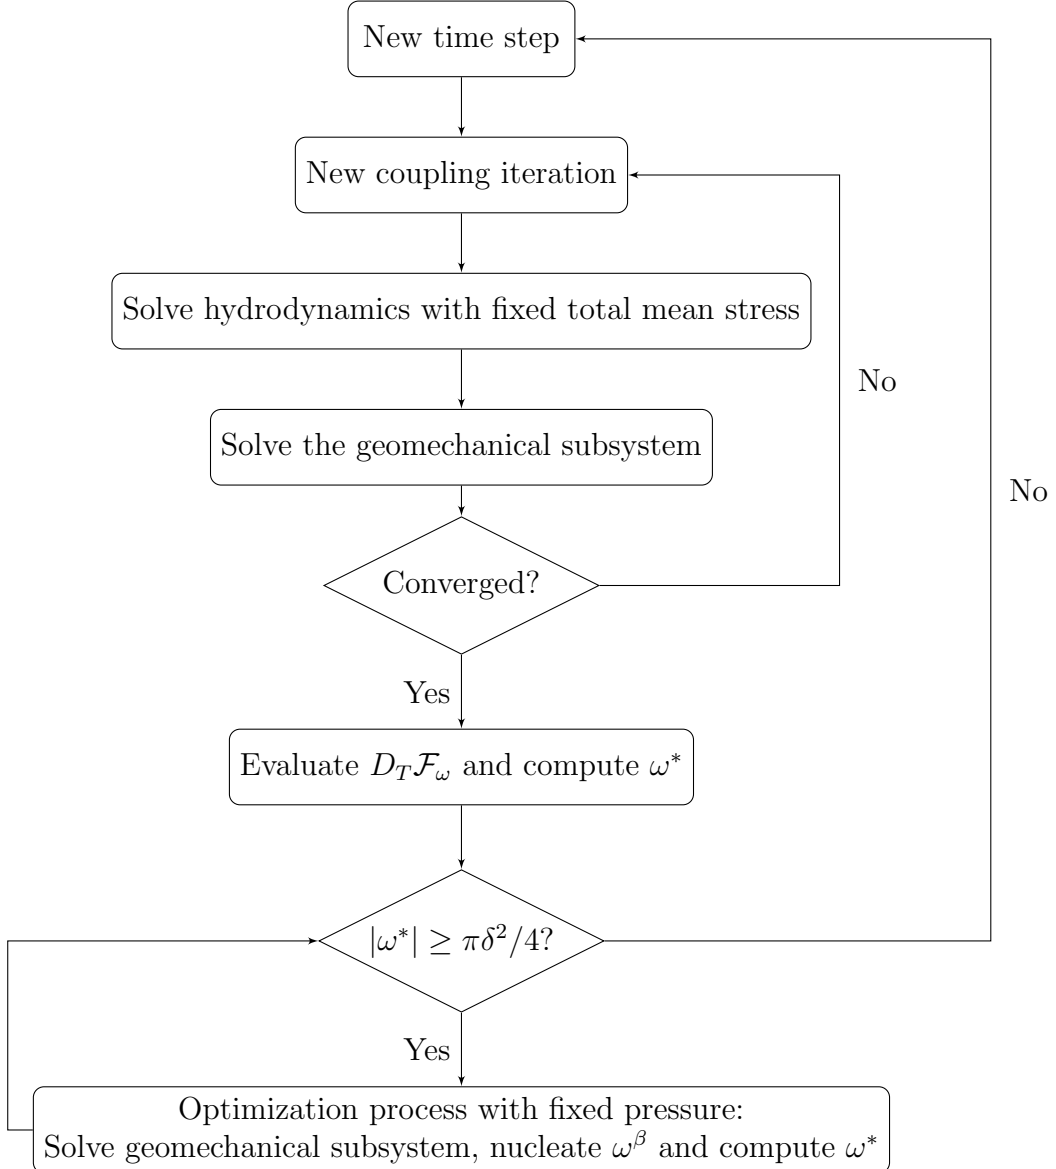 New time step
New coupling iteration
Solve hydrodynamics with fixed total mean stress
No
Solve the geomechanical subsystem
No
Converged?
Yes
Evaluate $D_T\mathcal{F}_\omega$ and compute $\omega^*$
$|\omega^*| \geq \pi\delta^2/4$?
Yes
Optimization process with fixed pressure:
Solve geomechanical subsystem, nucleate $\omega^\beta$ and compute $\omega^*$